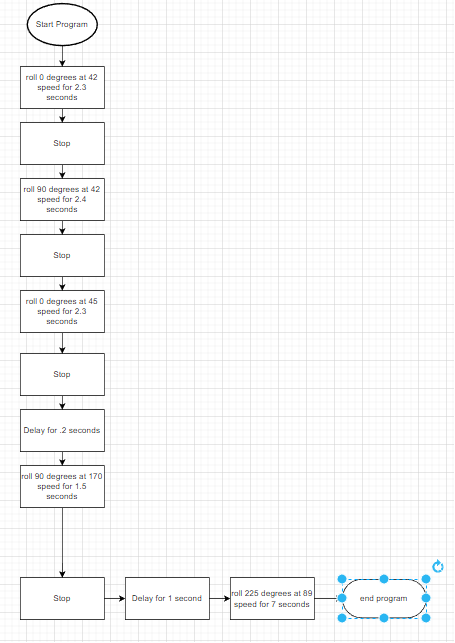 Start Program
roll 0 degrees at 42
speed for 2.3
seconds
Stop
roll 90 degrees at 42
speed for 2.4
seconds
Stop
roll 0 degrees at 45
speed for 2.3
seconds
Stop
Delay for .2 seconds
roll 90 degrees at 170
speed for 1.5
seconds
Stop
Delay for 1 second
roll 225 degrees at 89
speed for 7 seconds
end program